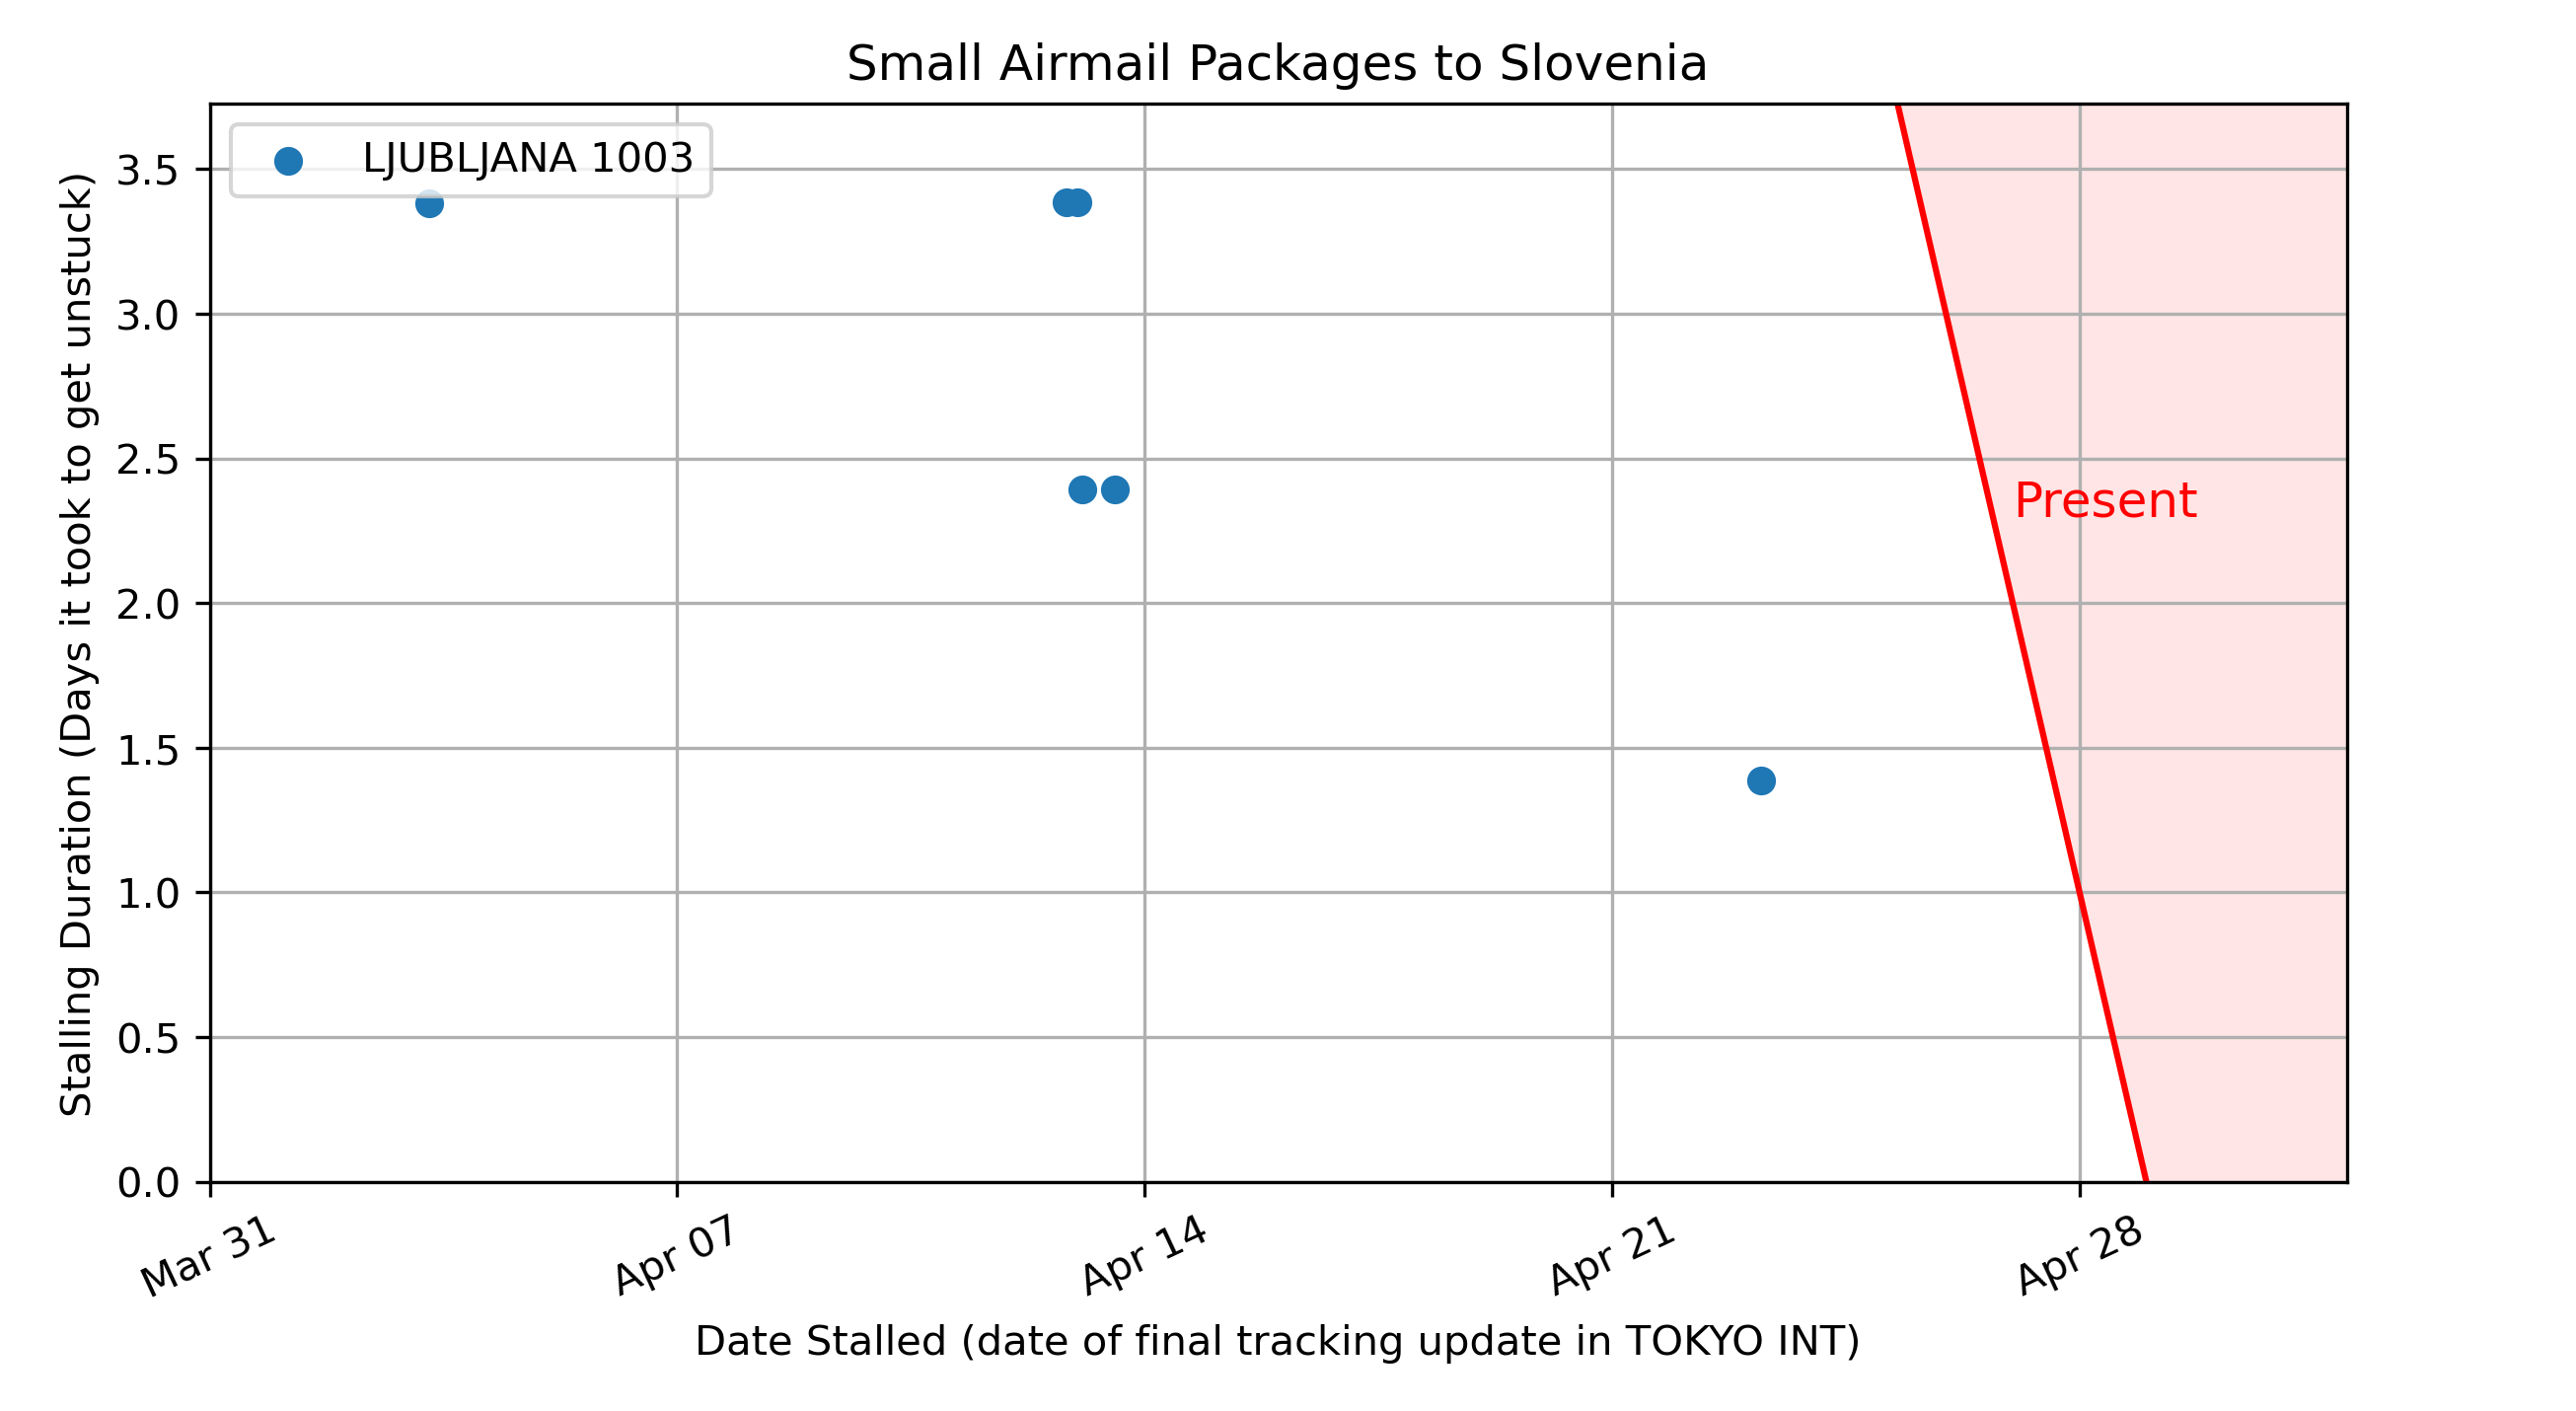 Small Airmail Packages to Slovenia
LJUBLJANA 1003
Stalling Duration (Days it took to get unstuck)
3.5
3.0
2.5
2.0
1.5
1.0
0.5
0.0
Present
Mar 31
Apr 07
Apr 14
Apr 21
Apr 28
Date Stalled (date of final tracking update in TOKYO INT)